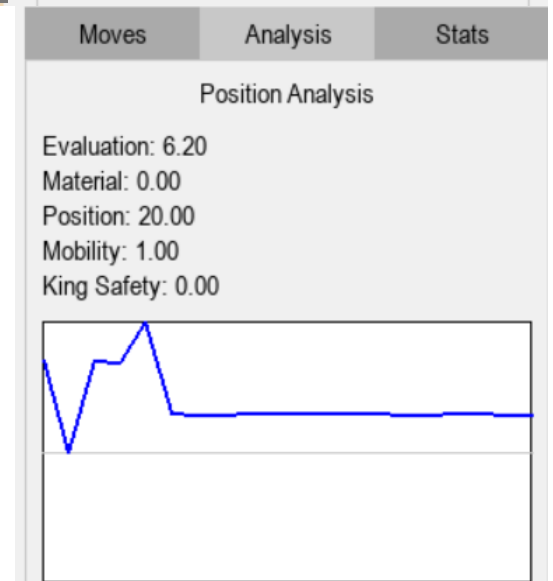 Moves Analysis Stats
Position Analysis
Evaluation: 6.20
Material: 0.00
Position: 20.00
Mobility: 1.00
King Safety: 0.00